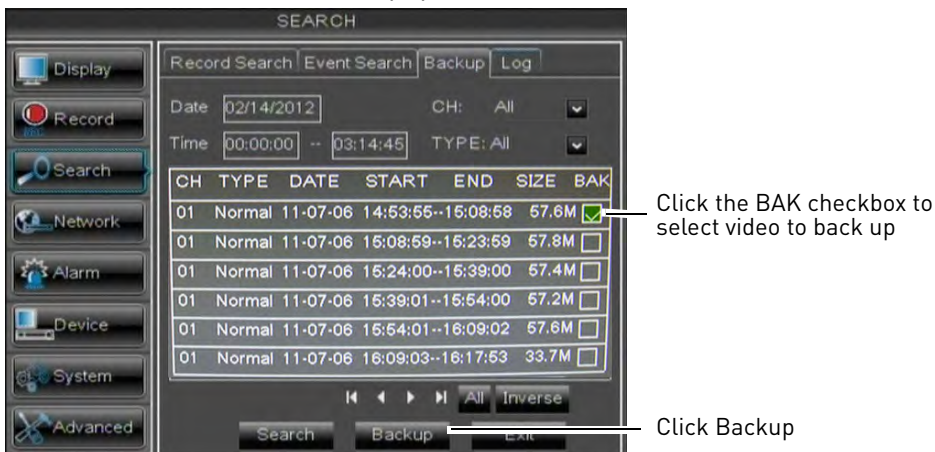 SEARCH
Display
Record
REC
Search
Network
Alarm
Device
System
Advanced
Record Search Event Search Backup Log
Date 02/14/2012 CH: All
Time 00:00:00 -- 03:14:45 TYPE: All
CH TYPE DATE START END SIZE BAK
01 Normal 11-07-06 14:53:55--15:08:58 57.6M
01 Normal 11-07-06 15:08:59--15:23:59 57.8M
01 Normal 11-07-06 15:24:00--15:39:00 57.4M
01 Normal 11-07-06 15:39:01--15:54:00 57.2M
01 Normal 11-07-06 15:54:01--16:09:02 57.6M
01 Normal 11-07-06 16:09:03--16:17:53 33.7M
All Inverse
Search Backup Exit
Click the BAK checkbox to
select video to back up
Click Backup